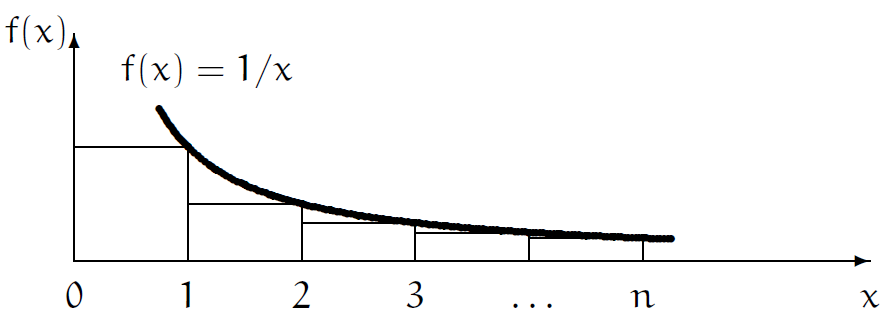 f(x)
f(x) = 1/x
0 1 2 3 ... n x